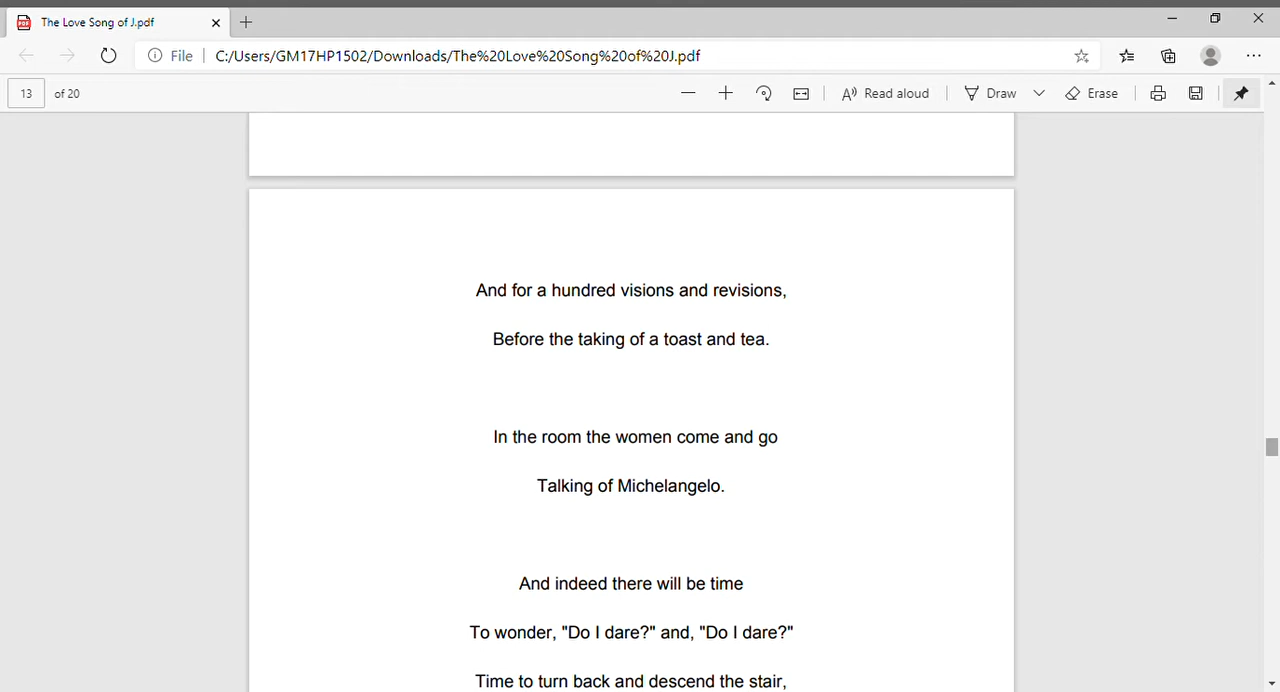 The Love Song of J.pdf
File
C:/Users/GM17HP1502/Downloads/The%20Love%20Song%20of%20J.pdf
13 of 20
Read aloud
Draw
Erase
And for a hundred visions and revisions,
Before the taking of a toast and tea.
In the room the women come and go
Talking of Michelangelo.
And indeed there will be time
To wonder, "Do I dare?" and, "Do I dare?"
Time to turn back and descend the stair,